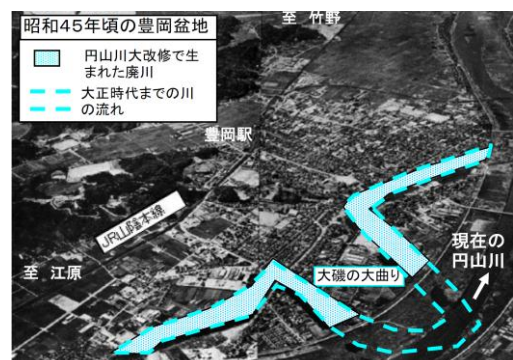 昭和45年頃の豊岡盆地
円山川大改修で生
まれた廃川
大正時代までの川
の流れ
至 竹野
豊岡駅
JR山陰本線
至 江原
大磯の大曲り
現在の
円山川